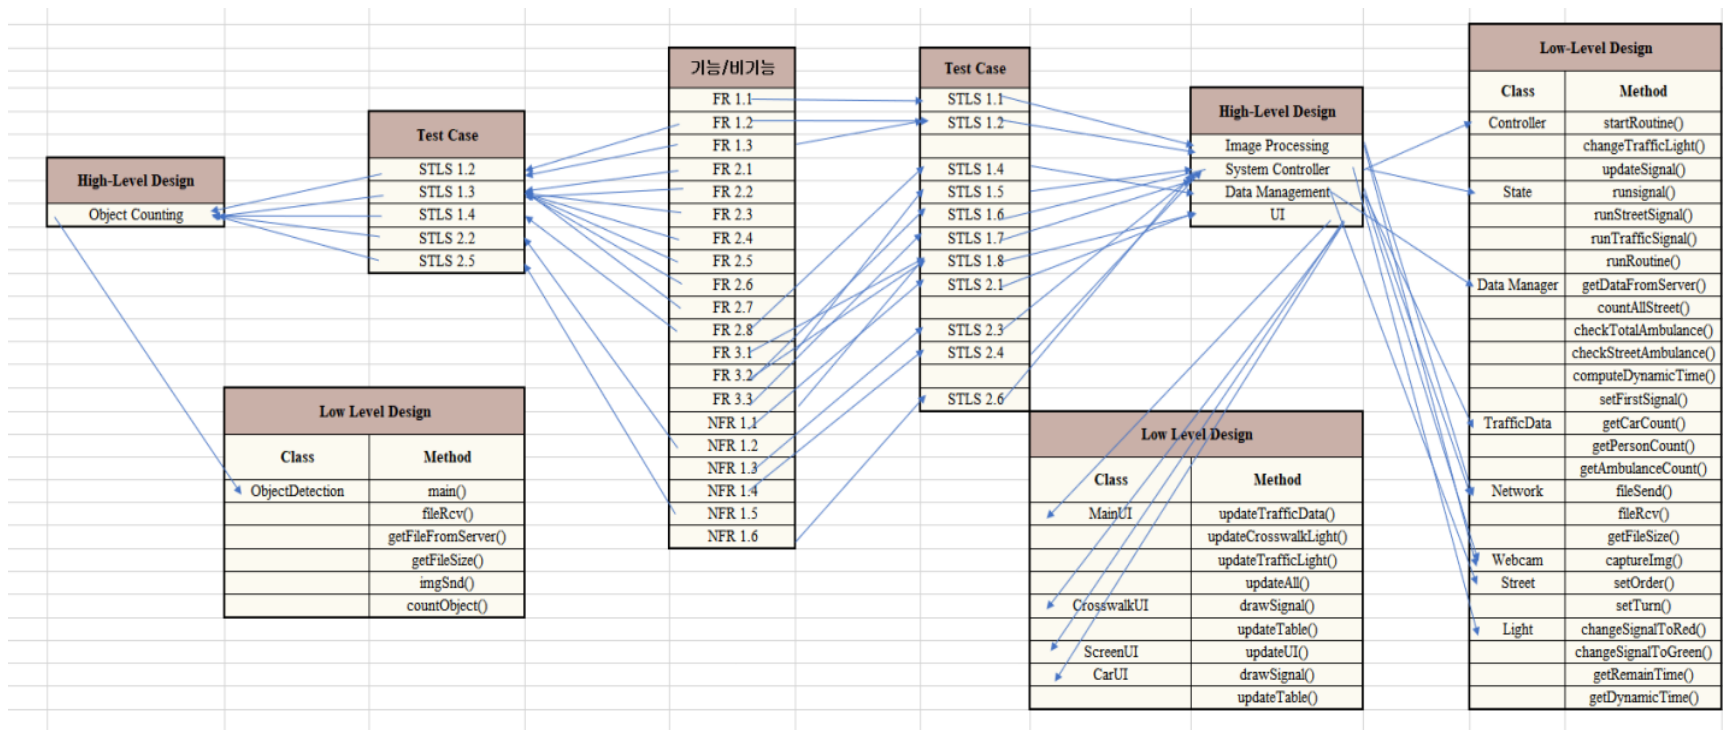 High-Level Design
Object Counting
Test Case
STLS 1.2
STLS 1.3
STLS 1.4
STLS 2.2
STLS 2.5
Low Level Design
Class Method
ObjectDetection main()
fileRcv()
getFileFromServer()
getFileSize()
imgSnd()
countObject()
기능/비기능
FR 1.1
FR 1.2
FR 1.3
FR 2.1
FR 2.2
FR 2.3
FR 2.4
FR 2.5
FR 2.6
FR 2.7
FR 2.8
FR 3.1
FR 3.2
FR 3.3
NFR 1.1
NFR 1.2
NFR 1.3
NFR 1.4
NFR 1.5
NFR 1.6
Test Case
STLS 1.1
STLS 1.2
STLS 1.4
STLS 1.5
STLS 1.6
STLS 1.7
STLS 1.8
STLS 2.1
STLS 2.3
STLS 2.4
STLS 2.6
High-Level Design
Image Processing
System Controller
Data Management
UI
Low Level Design
Class Method
MainUI updateTrafficData()
updateCrosswalkLight()
updateTrafficLight()
updateAll()
CrosswalkUI drawSignal()
updateTable()
ScreenUI updateUI()
CarUI drawSignal()
updateTable()
Low-Level Design
Class Method
Controller startRoutine()
changeTrafficLight()
updateSignal()
State runsignal()
runStreetSignal()
runTrafficSignal()
runRoutine()
Data Manager getDataFromServer()
countAllStreet()
checkTotalAmbulance()
checkStreetAmbulance()
computeDynamicTime()
setFirstSignal()
TrafficData getCarCount()
getPersonCount()
getAmbulanceCount()
Network fileSend()
fileRcv()
getFileSize()
Webcam captureImg()
Street setOrder()
setTurn()
Light changeSignalToRed()
changeSignalToGreen()
getRemainTime()
getDynamicTime()